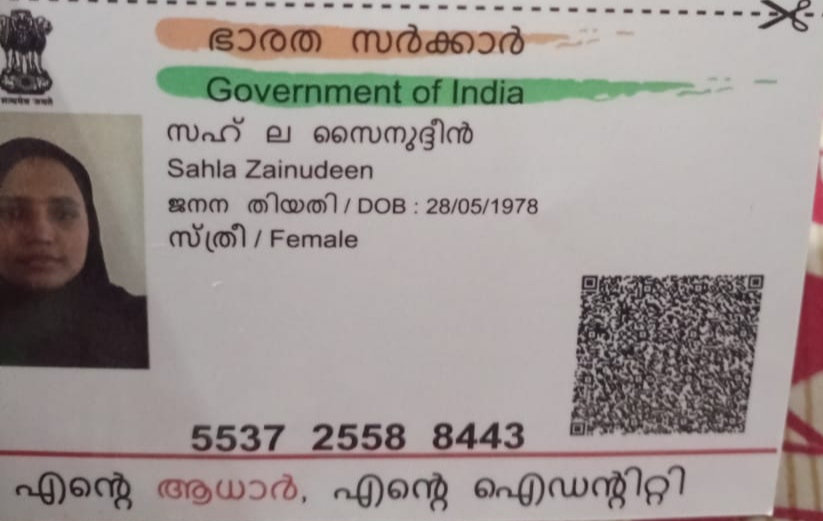 ഭാരത സർക്കാർ
Government of India
സഹ് ല സൈനുദ്ദീൻ
Sahla Zainudeen
ജനന തിയതി / DOB : 28/05/1978
സ്ത്രീ / Female
5537 2558 8443
എന്റെ ആധാർ, എന്റെ ഐഡന്റിറ്റി